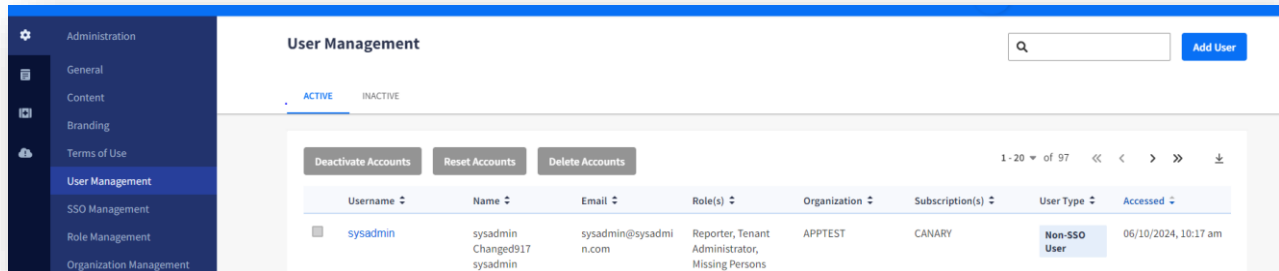 Administration
General
Content
Branding
Terms of Use
User Management
SSO Management
Role Management
Organization Management
User Management
Add User
ACTIVE INACTIVE
Deactivate Accounts Reset Accounts Delete Accounts 1 - 20 of 97
Username Name Email Role(s) Organization Subscription(s) User Type Accessed
sysadmin sysadmin sysadmin@sysadmi Reporter, Tenant APPTEST CANARY Non-SSO 06/10/2024, 10:17 am
Changed917 n.com Administrator, User
sysadmin Missing Persons